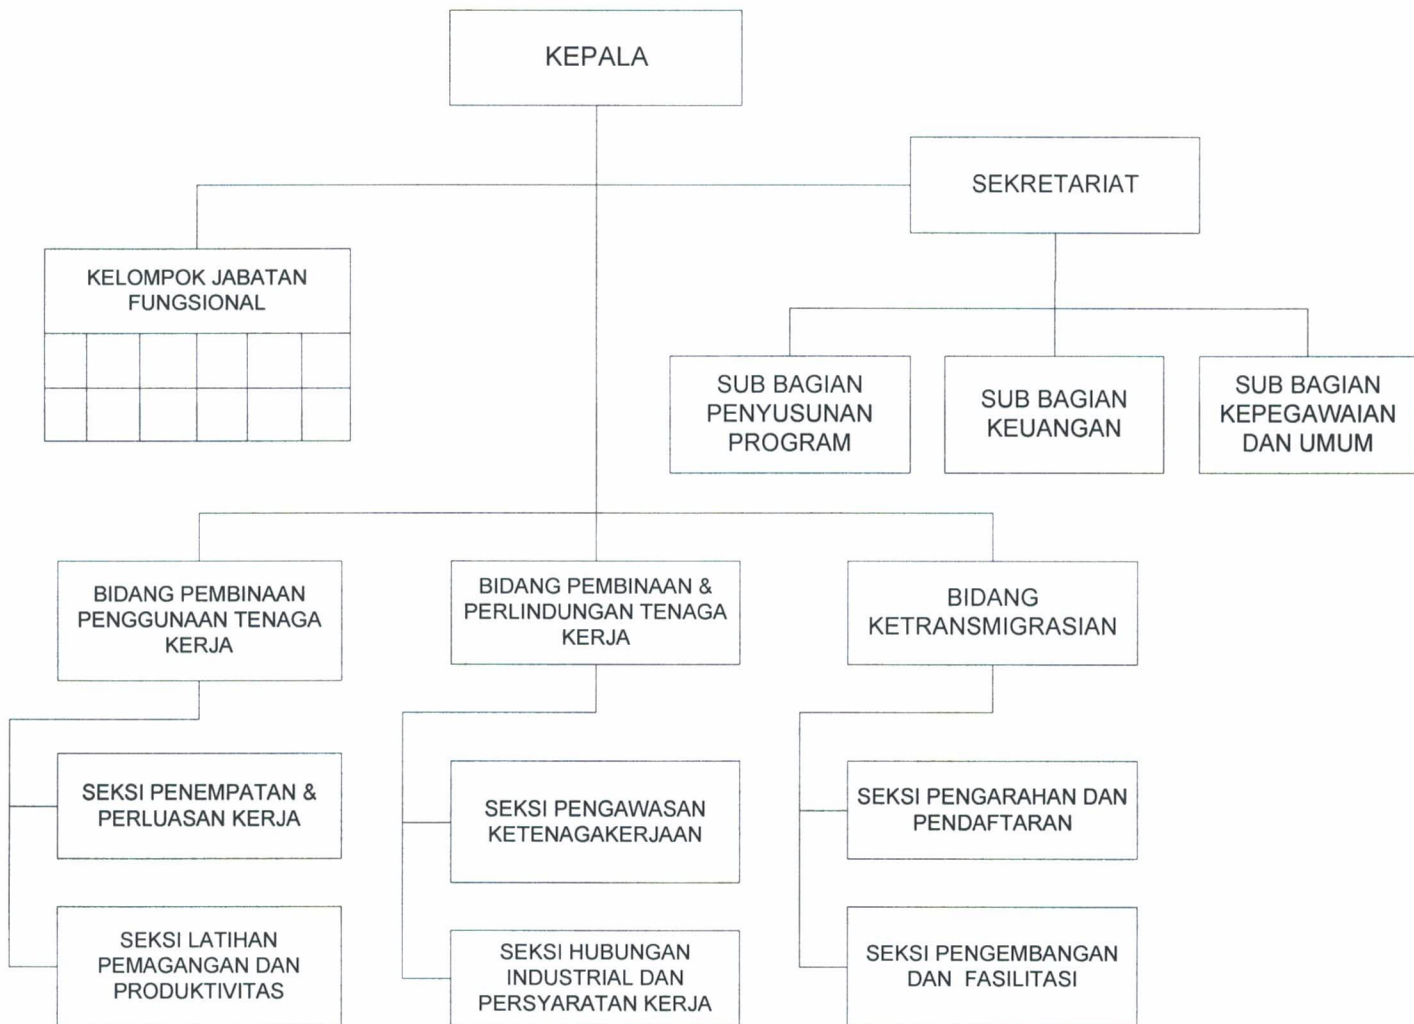 KEPALA
SEKRETARIAT
KELOMPOK JABATAN
FUNGSIONAL
SUB BAGIAN
PENYUSUNAN
PROGRAM
SUB BAGIAN
KEUANGAN
SUB BAGIAN
KEPEGAWAIAN
DAN UMUM
BIDANG PEMBINAAN
PENGGUNAAN TENAGA
KERJA
BIDANG PEMBINAAN &
PERLINDUNGAN TENAGA
KERJA
BIDANG
KETRANSMIGRASIAN
SEKSI PENEMPATAN &
PERLUASAN KERJA
SEKSI PENGAWASAN
KETENAGAKERJAAN
SEKSI PENGARAHAN DAN
PENDAFTARAN
SEKSI LATIHAN
PEMAGANGAN DAN
PRODUKTIVITAS
SEKSI HUBUNGAN
INDUSTRIAL DAN
PERSYARATAN KERJA
SEKSI PENGEMBANGAN
DAN FASILITASI